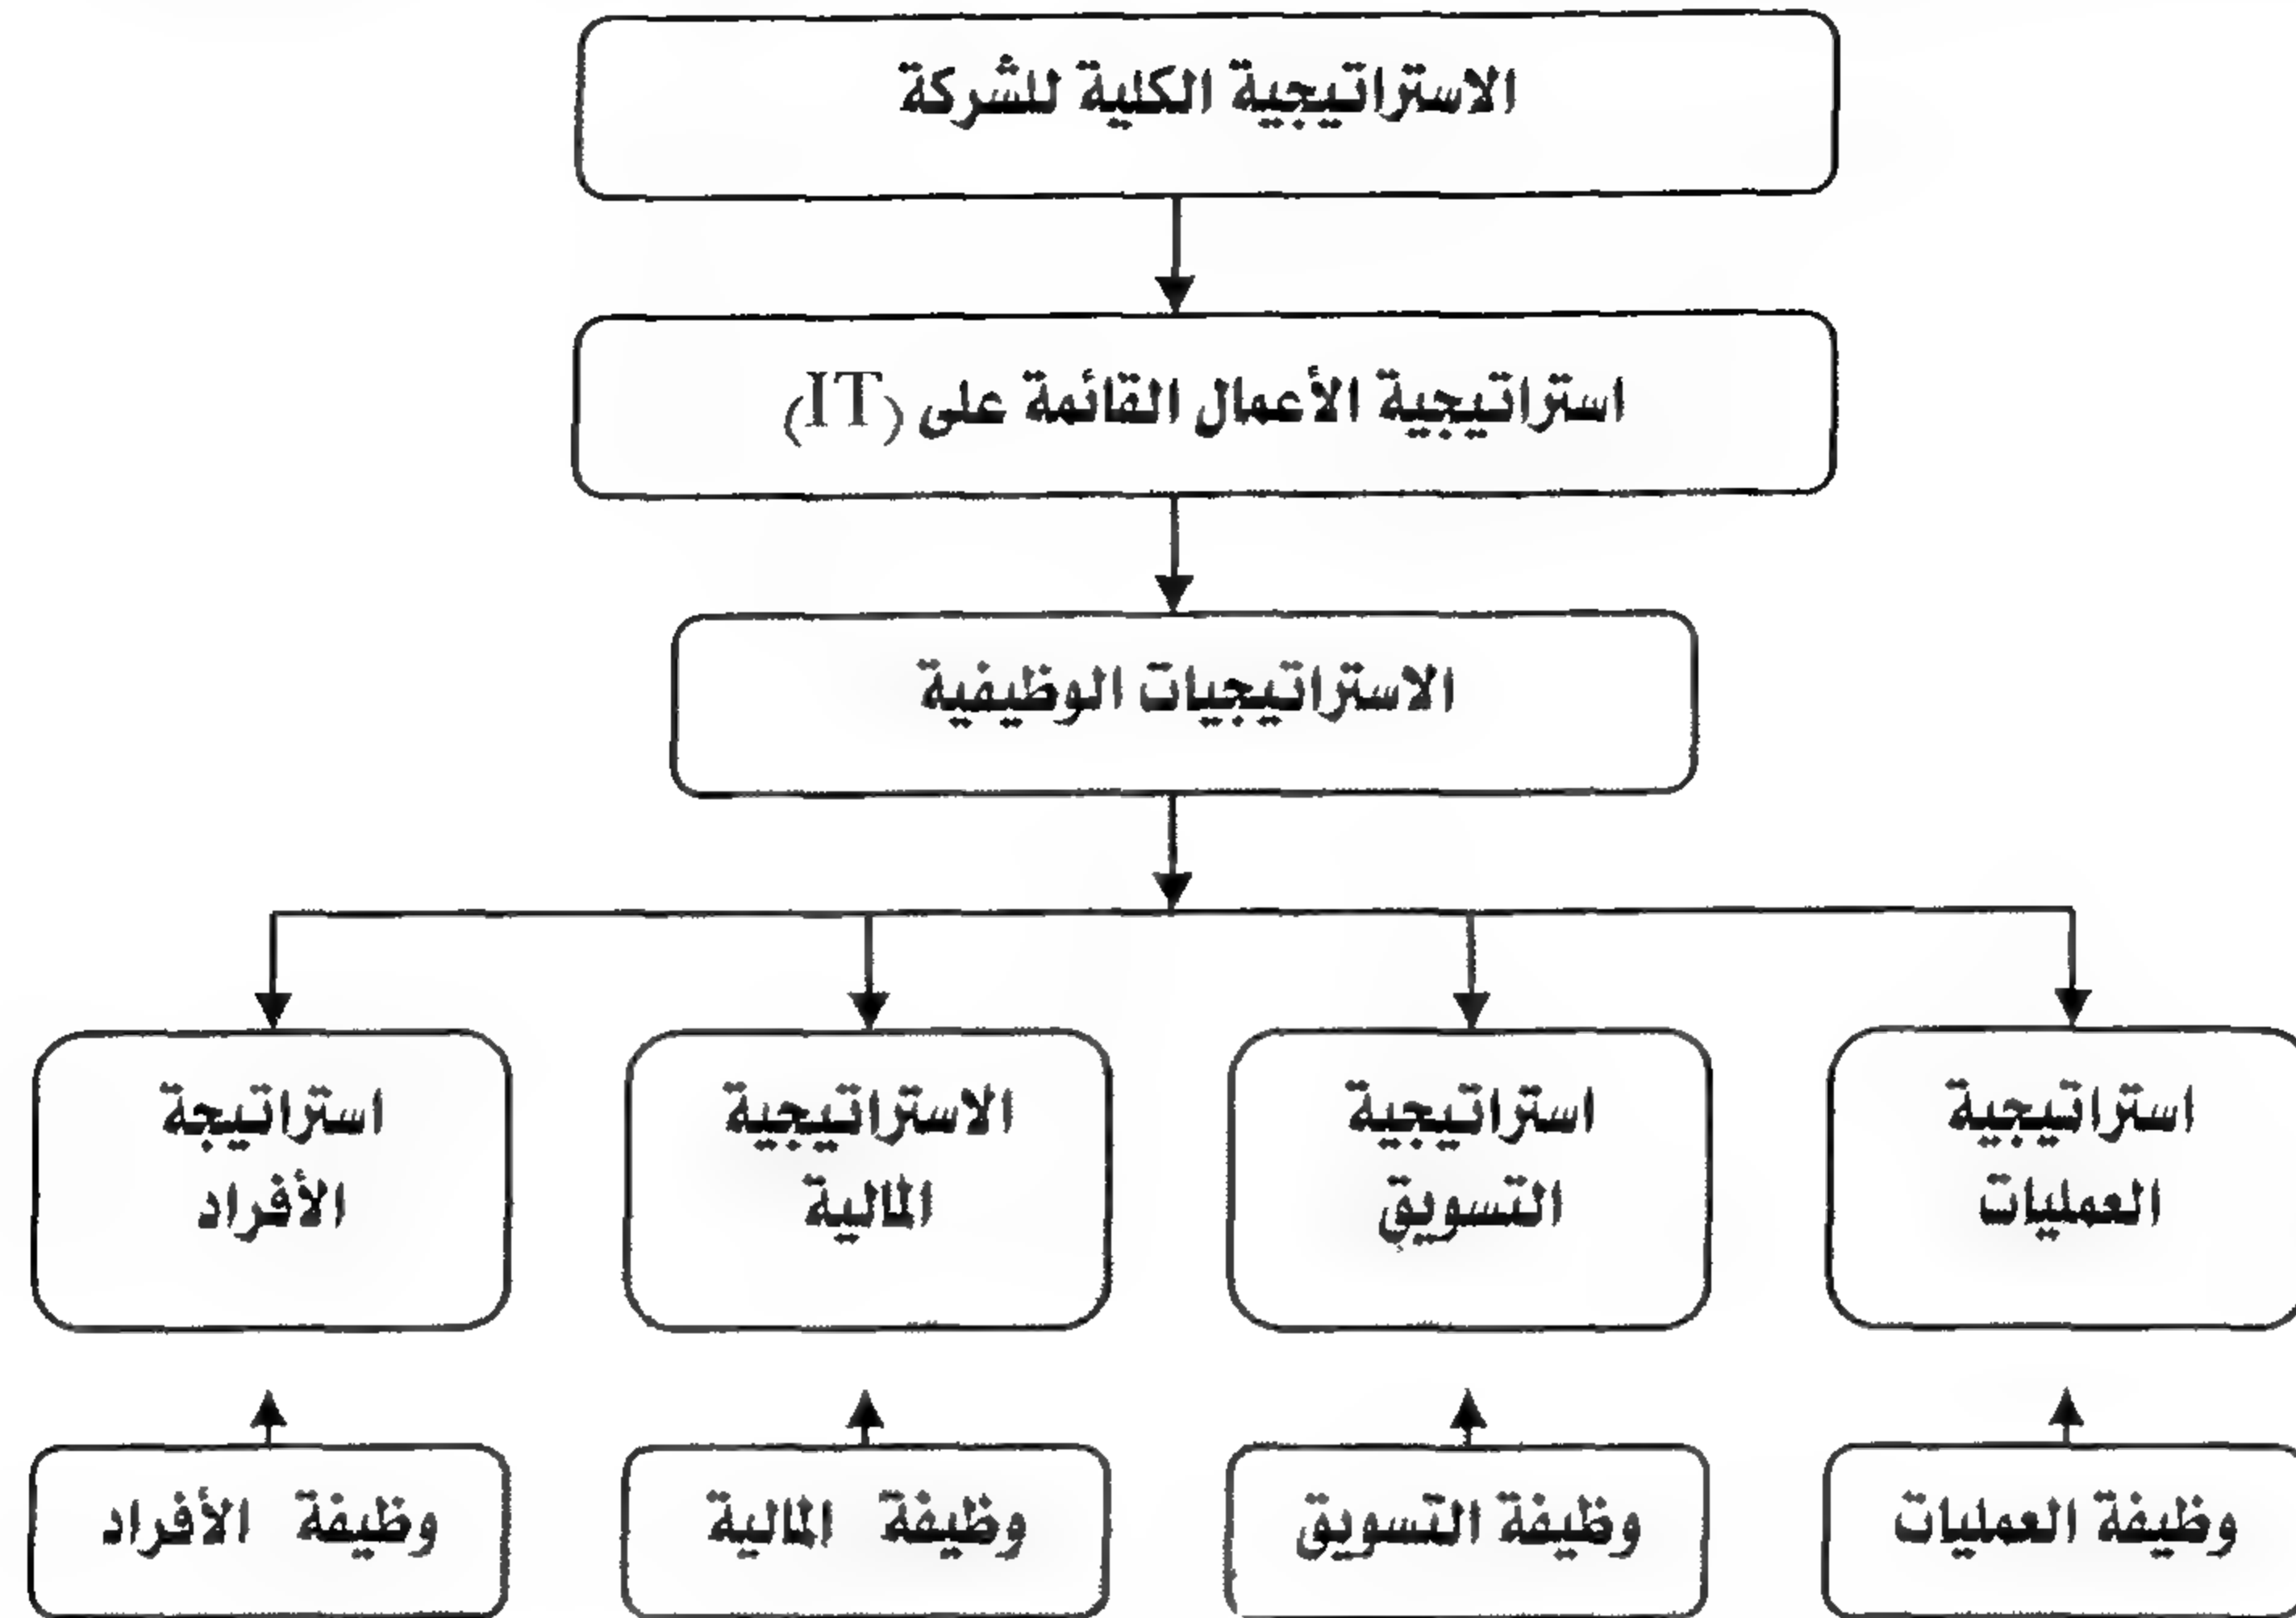 الاستراتيجية الكلية للشركة
استراتيجية الأعمال القائمة على (IT)
الاستراتيجيات الوظيفية
استراتيجية
العمليات
استراتيجية
التسويق
الاستراتيجية
المالية
استراتيجة
الأفراد
وظيفة العمليات
وظيفة التسويق
وظيفة المالية
وظيفة الأفراد